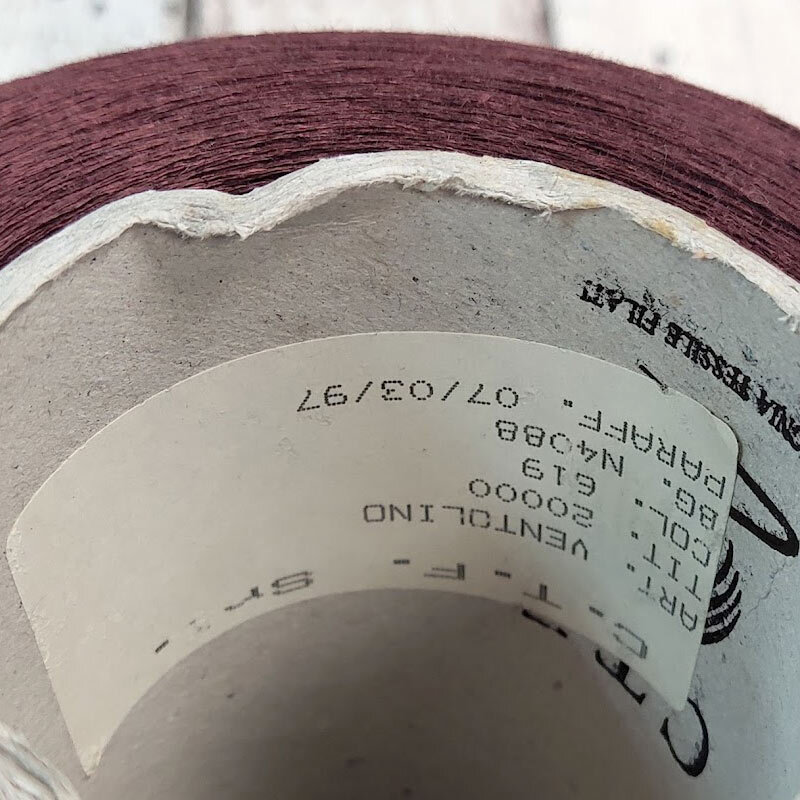 C.T.F.
ART. VENTOLINO
TIT. 20000
COL. 619
BG. N4088
PARAFF. 07/03/97
TESSILE FILATI